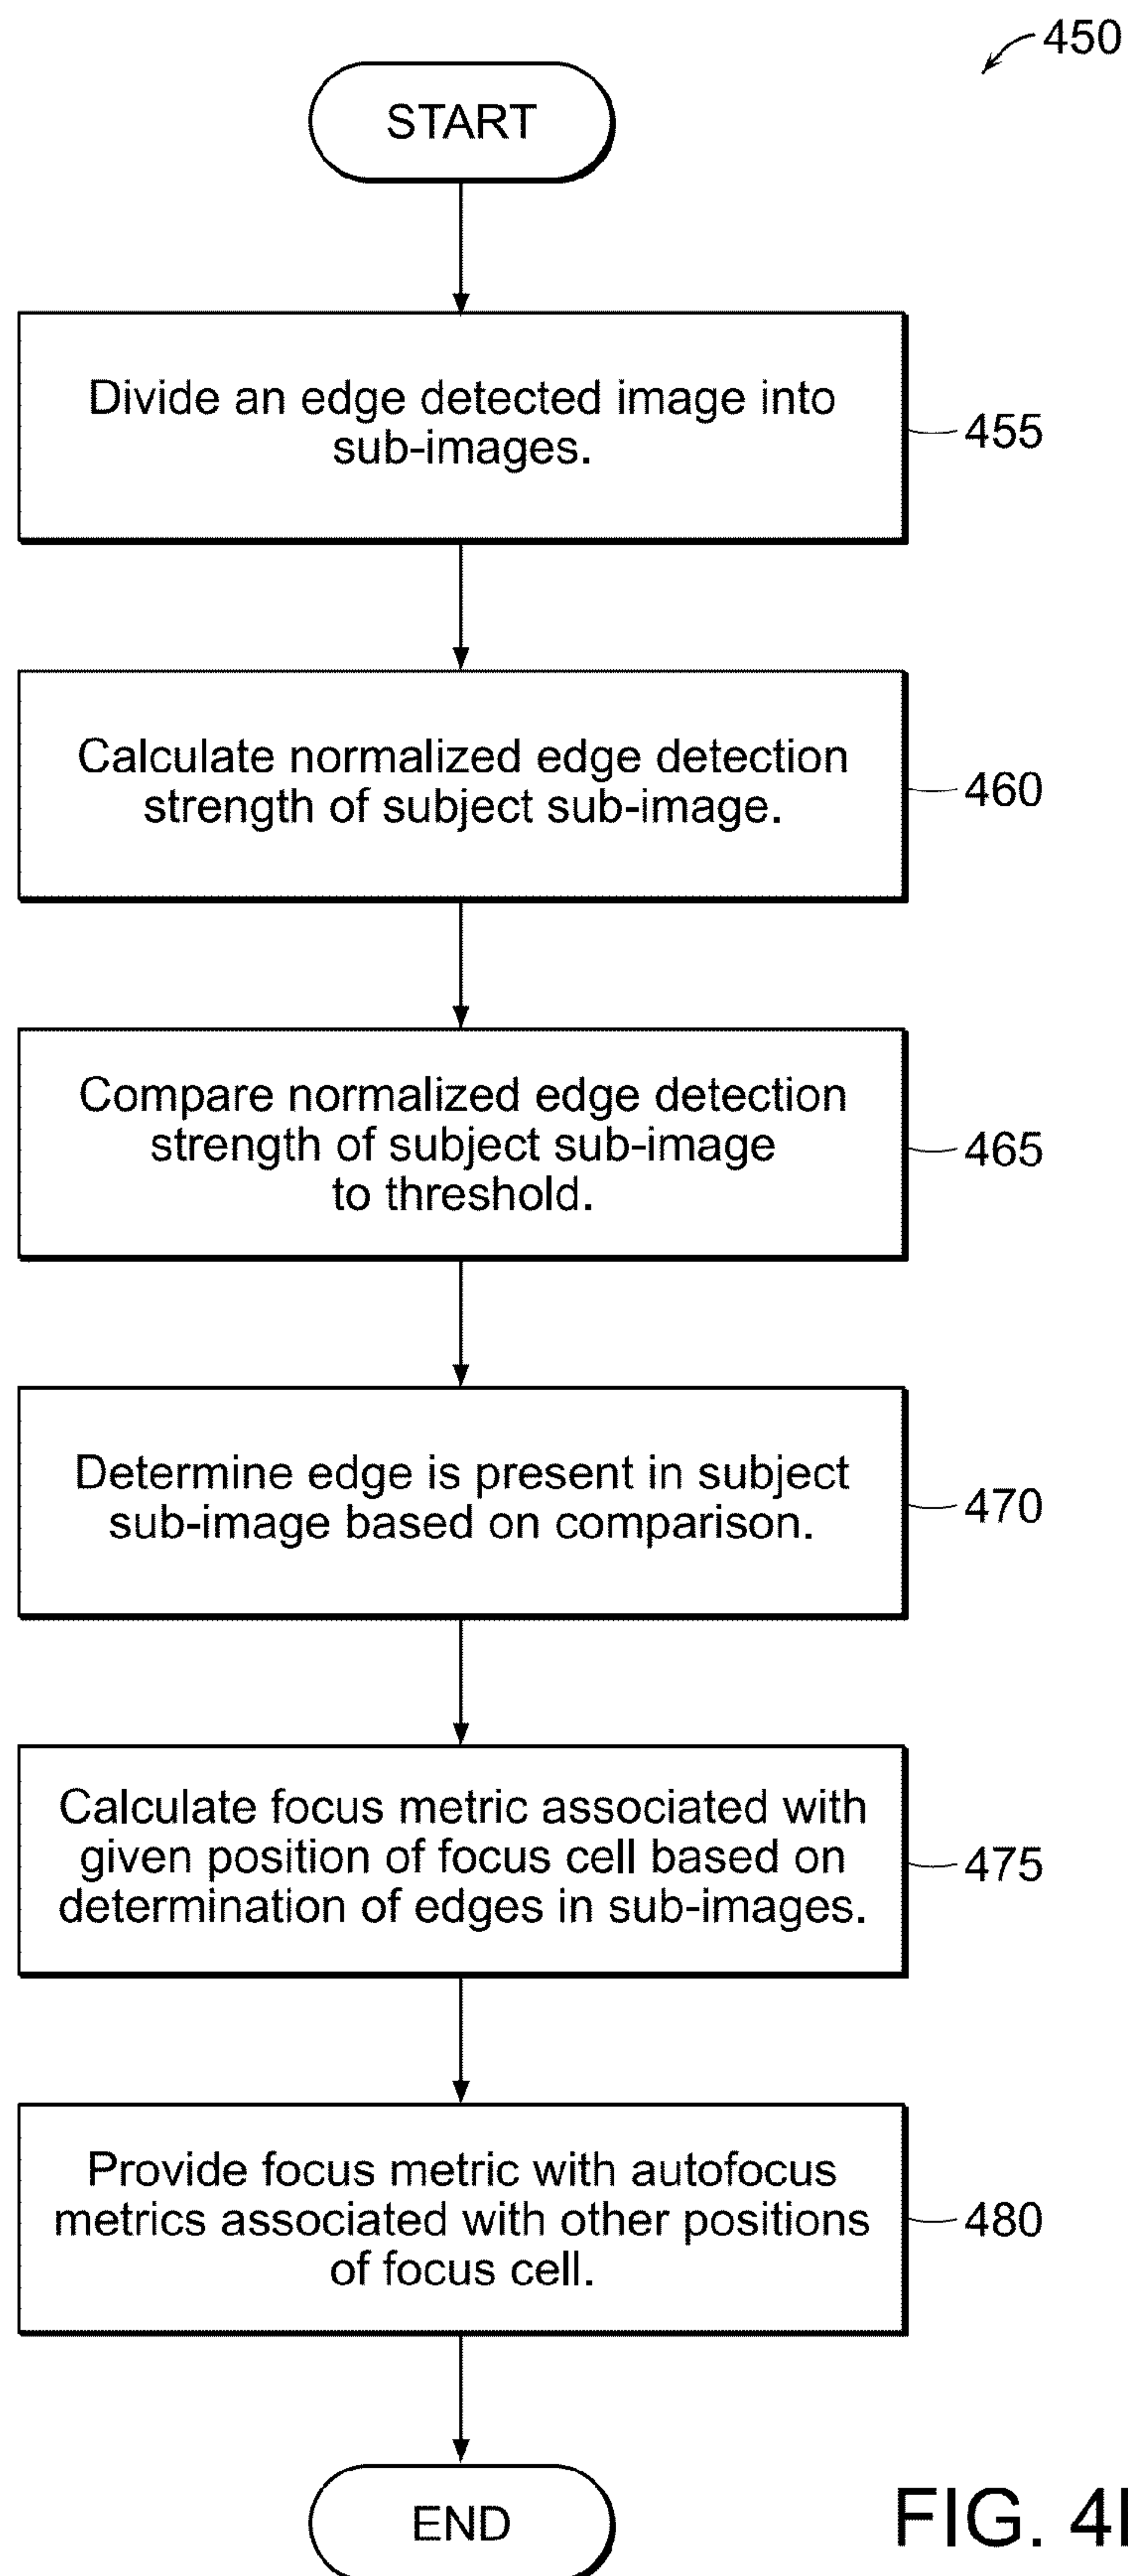 450
START
Divide an edge detected image into
sub-images.
455
Calculate normalized edge detection
strength of subject sub-image.
460
Compare normalized edge detection
strength of subject sub-image
to threshold.
465
Determine edge is present in subject
sub-image based on comparison.
470
Calculate focus metric associated with
given position of focus cell based on
determination of edges in sub-images.
475
Provide focus metric with autofocus
metrics associated with other positions
of focus cell.
480
END
FIG.